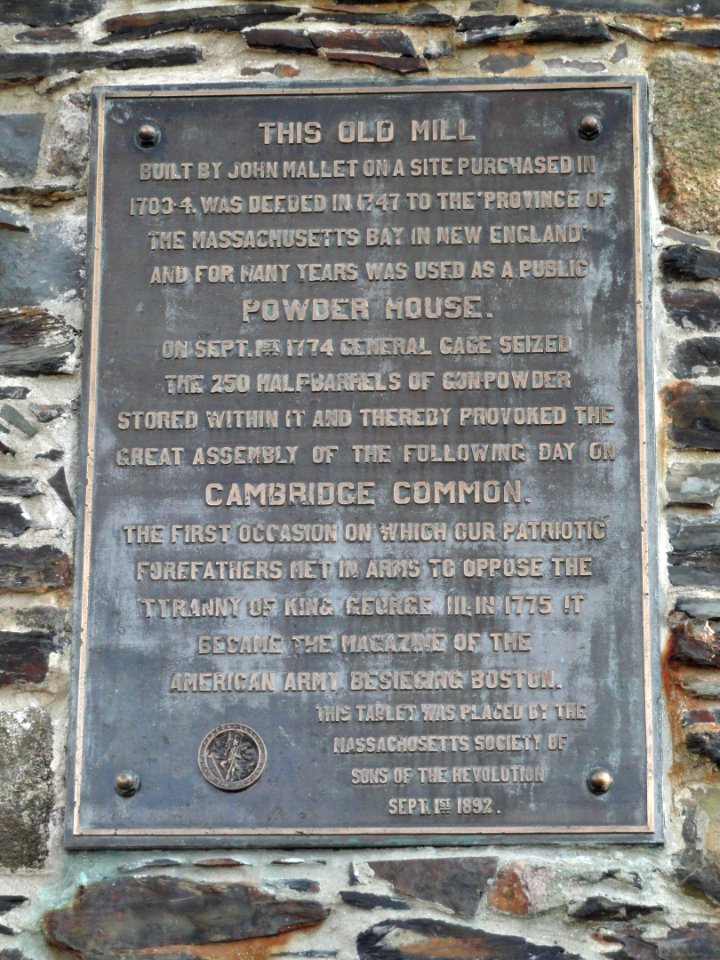 THIS OLD MILL
BUILT BY JOHN MALLET ON A SITE PURCHASED IN
1703-4, WAS DEEDED IN 1747 TO THE "PROVINCE OF
THE MASSACHUSETTS BAY IN NEW ENGLAND"
AND FOR MANY YEARS WAS USED AS A PUBLIC
POWDER HOUSE.
ON SEPT. 1ST 1774 GENERAL GAGE SEIZED
THE 250 HALF BARRELS OF GUNPOWDER
STORED WITHIN IT AND THEREBY PROVOKED THE
GREAT ASSEMBLY OF THE FOLLOWING DAY ON
CAMBRIDGE COMMON.
THE FIRST OCCASION ON WHICH OUR PATRIOTIC
FOREFATHERS MET IN ARMS TO OPPOSE THE
TYRANNY OF KING GEORGE III, IN 1775 IT
BECAME THE MAGAZINE OF THE
AMERICAN ARMY BESIEGING BOSTON.
THIS TABLET WAS PLACED BY THE
MASSACHUSETTS SOCIETY OF
SONS OF THE REVOLUTION
SEPT. 1ST 1892.